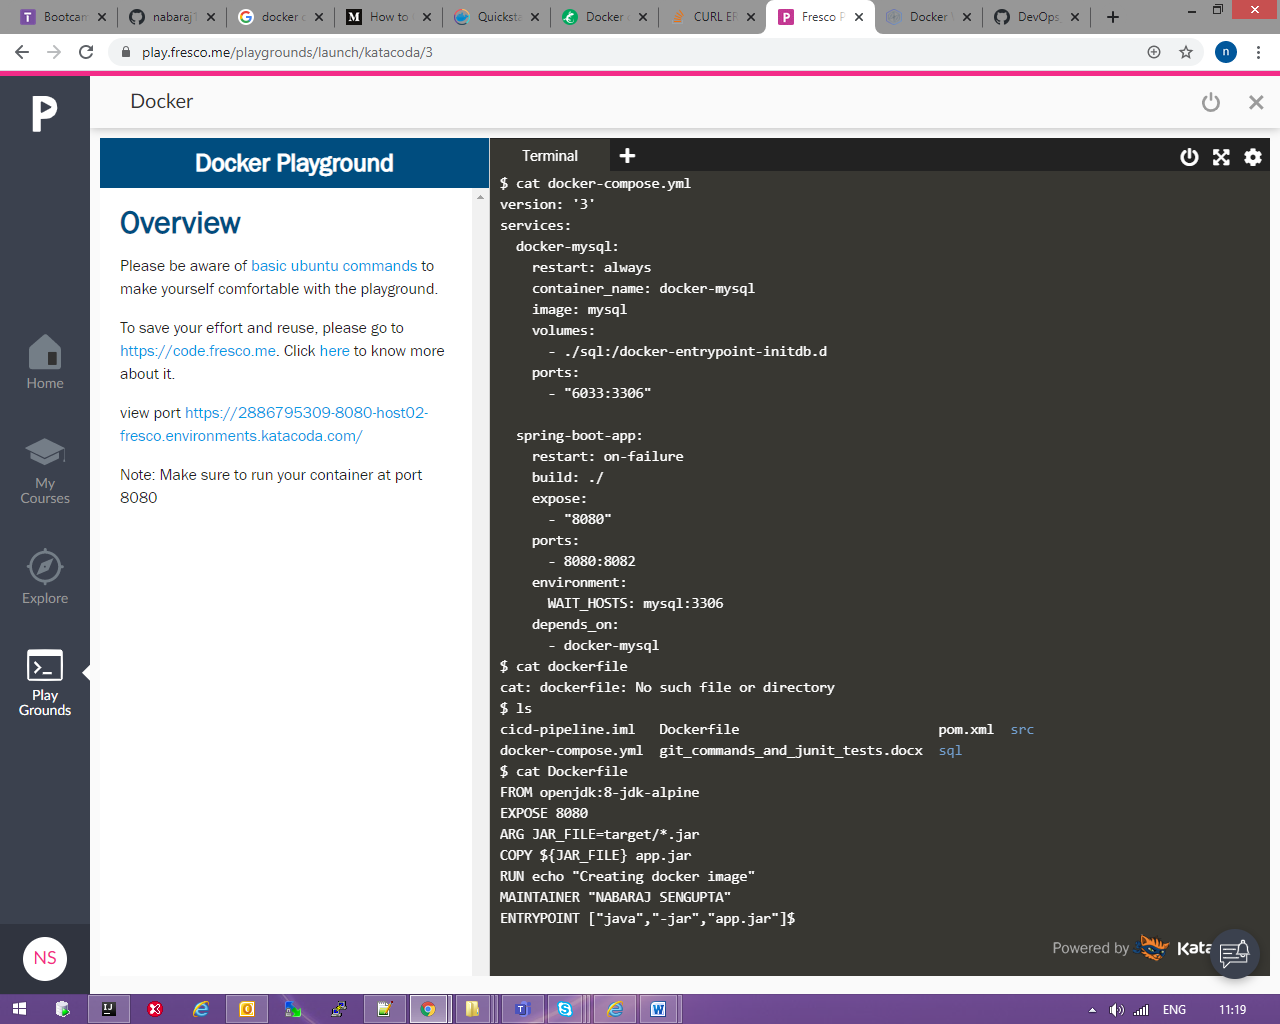 Bootcam
nabaraj1
docker c
How to
Quicksta
Docker
CURL ER
Fresco P
Docker
DevOps
play.fresco.me/playgrounds/launch/katacoda/3
n
Docker
Docker Playground
Overview
Please be aware of basic ubuntu commands to
make yourself comfortable with the playground.
To save your effort and reuse, please go to
https://code.fresco.me. Click here to know more
about it.
view port https://2886795309-8080-host02-
fresco.environments.katacoda.com/
Note: Make sure to run your container at port
8080
Home
My
Courses
Explore
Play
Grounds
NS
Terminal
$ cat docker-compose.yml
version: '3'
services:
  docker-mysql:
    restart: always
    container_name: docker-mysql
    image: mysql
    volumes:
      - ./sql:/docker-entrypoint-initdb.d
    ports:
      - "6033:3306"
  spring-boot-app:
    restart: on-failure
    build: ./
    expose:
      - "8080"
    ports:
      - 8080:8082
    environment:
      WAIT_HOSTS: mysql:3306
    depends_on:
      - docker-mysql
$ cat dockerfile
cat: dockerfile: No such file or directory
$ ls
cicd-pipeline.iml   Dockerfile                         pom.xml  src
docker-compose.yml  git_commands_and_junit_tests.docx  sql
$ cat Dockerfile
FROM openjdk:8-jdk-alpine
EXPOSE 8080
ARG JAR_FILE=target/*.jar
COPY ${JAR_FILE} app.jar
RUN echo "Creating docker image"
MAINTAINER "NABARAJ SENGUPTA"
ENTRYPOINT ["java","-jar","app.jar"]$
Powered by Kata
ENG
11:19